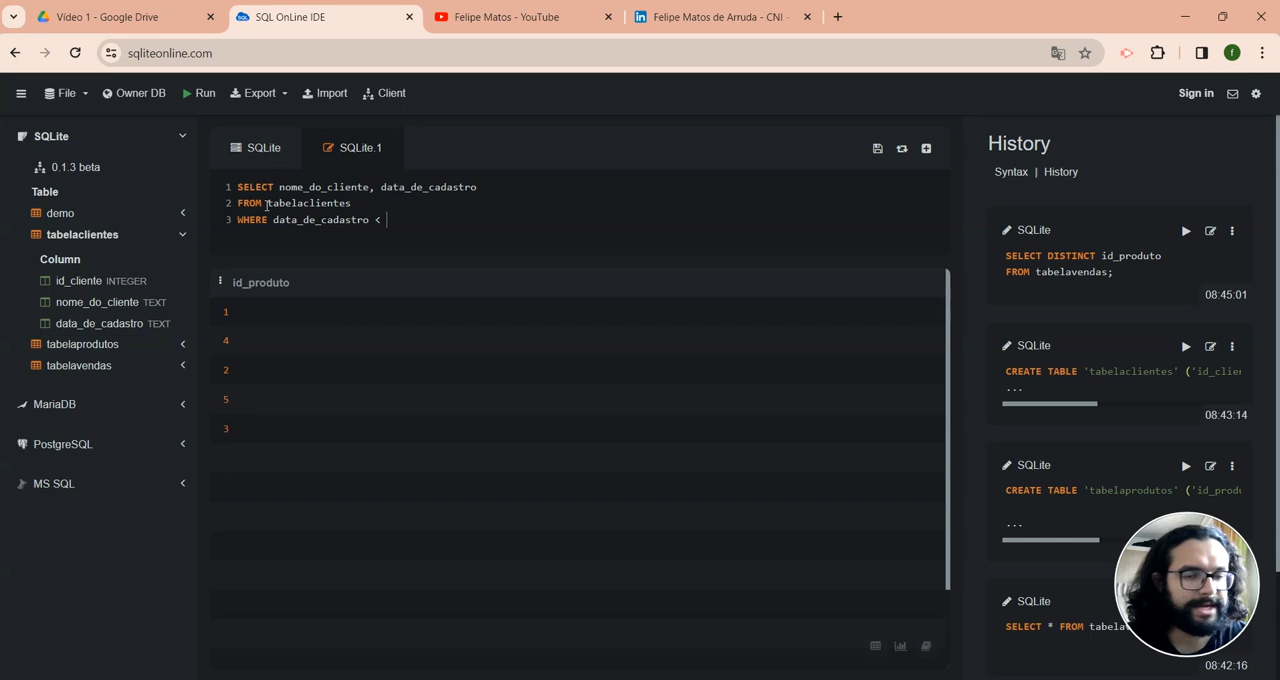 Vídeo 1 - Google Drive
SQL OnLine IDE
Felipe Matos - YouTube
Felipe Matos de Arruda - CNI -
sqliteonline.com
f
File
Owner DB
Run
Export
Import
Client
Sign in
SQLite
0.1.3 beta
Table
demo
tabelaclientes
Column
id_cliente INTEGER
nome_do_cliente TEXT
data_de_cadastro TEXT
tabelaprodutos
tabelavendas
MariaDB
PostgreSQL
MS SQL
SQLite
SQLite.1
1 SELECT nome_do_cliente, data_de_cadastro
2 FROM tabelaclientes
3 WHERE data_de_cadastro <
id_produto
1
4
2
5
3
History
Syntax | History
SQLite
SELECT DISTINCT id_produto
FROM tabelavendas;
08:45:01
SQLite
CREATE TABLE 'tabelaclientes' ('id_clien
...
08:43:14
SQLite
CREATE TABLE 'tabelaprodutos' ('id_produ
...
SQLite
SELECT * FROM tabelav
08:42:16